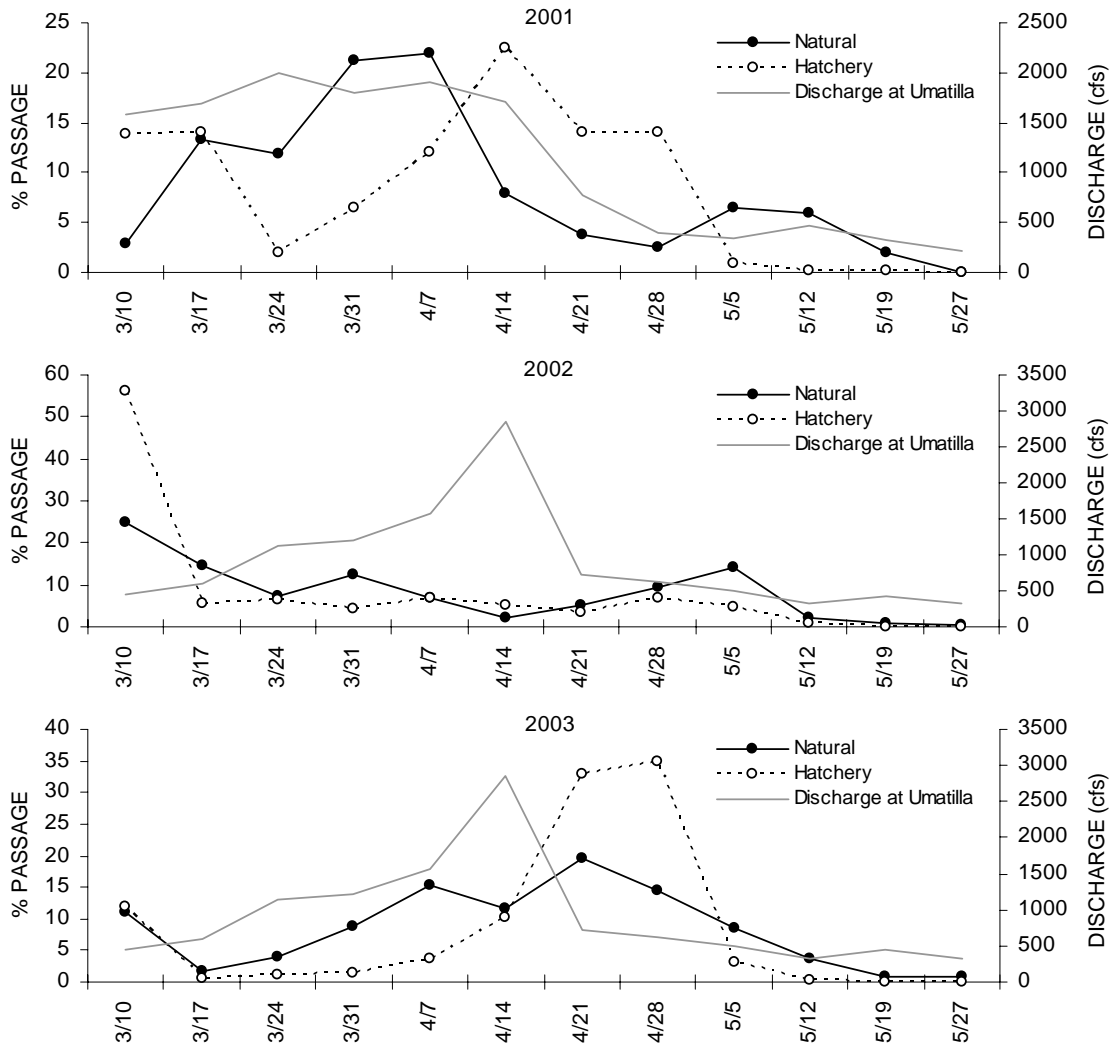 2001
% PASSAGE
25
20
15
10
5
0
Natural
Hatchery
Discharge at Umatilla
2500
2000
1500
1000
500
0
DISCHARGE (cfs)
3/10 3/17 3/24 3/31 4/7 4/14 4/21 4/28 5/5 5/12 5/19 5/27
2002
% PASSAGE
60
50
40
30
20
10
0
Natural
Hatchery
Discharge at Umatilla
3500
3000
2500
2000
1500
1000
500
0
DISCHARGE (cfs)
3/10 3/17 3/24 3/31 4/7 4/14 4/21 4/28 5/5 5/12 5/19 5/27
2003
% PASSAGE
40
35
30
25
20
15
10
5
0
Natural
Hatchery
Discharge at Umatilla
3500
3000
2500
2000
1500
1000
500
0
DISCHARGE (cfs)
3/10 3/17 3/24 3/31 4/7 4/14 4/21 4/28 5/5 5/12 5/19 5/27